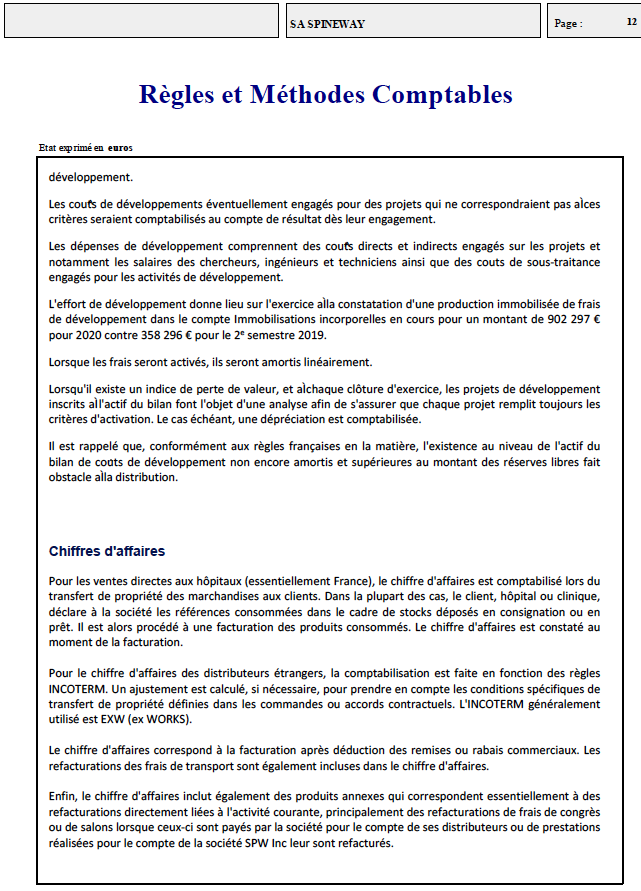 SA SPINEWAY
Page : 12
Règles et Méthodes Comptables
Etat exprimé en euros
développement.
Les coûts de développements éventuellement engagés pour des projets qui ne correspondraient pas à ces
critères seraient comptabilisés au compte de résultat dès leur engagement.
Les dépenses de développement comprennent des coûts directs et indirects engagés sur les projets et
notamment les salaires des chercheurs, ingénieurs et techniciens ainsi que des couts de sous-traitance
engagés pour les activités de développement.
L'effort de développement donne lieu sur l'exercice à la constatation d'une production immobilisée de frais
de développement dans le compte Immobilisations incorporelles en cours pour un montant de 902 297 €
pour 2020 contre 358 296 € pour le 2e semestre 2019.
Lorsque les frais seront activés, ils seront amortis linéairement.
Lorsqu'il existe un indice de perte de valeur, et à chaque clôture d'exercice, les projets de développement
inscrits à l'actif du bilan font l'objet d'une analyse afin de s'assurer que chaque projet remplit toujours les
critères d'activation. Le cas échéant, une dépréciation est comptabilisée.
Il est rappelé que, conformément aux règles françaises en la matière, l'existence au niveau de l'actif du
bilan de coûts de développement non encore amortis et supérieures au montant des réserves libres fait
obstacle à la distribution.
Chiffres d'affaires
Pour les ventes directes aux hôpitaux (essentiellement France), le chiffre d'affaires est comptabilisé lors du
transfert de propriété des marchandises aux clients. Dans la plupart des cas, le client, hôpital ou clinique,
déclare à la société les références consommées dans le cadre de stocks déposés en consignation ou en
prêt. Il est alors procédé à une facturation des produits consommés. Le chiffre d'affaires est constaté au
moment de la facturation.
Pour le chiffre d'affaires des distributeurs étrangers, la comptabilisation est faite en fonction des règles
INCOTERM. Un ajustement est calculé, si nécessaire, pour prendre en compte les conditions spécifiques de
transfert de propriété définies dans les commandes ou accords contractuels. L'INCOTERM généralement
utilisé est EXW (ex WORKS).
Le chiffre d'affaires correspond à la facturation après déduction des remises ou rabais commerciaux. Les
refacturations des frais de transport sont également incluses dans le chiffre d'affaires.
Enfin, le chiffre d'affaires inclut également des produits annexes qui correspondent essentiellement à des
refacturations directement liées à l'activité courante, principalement des refacturations de frais de congrès
ou de salons lorsque ceux-ci sont payés par la société pour le compte de ses distributeurs ou de prestations
réalisées pour le compte de la société SPW Inc leur sont refacturés.